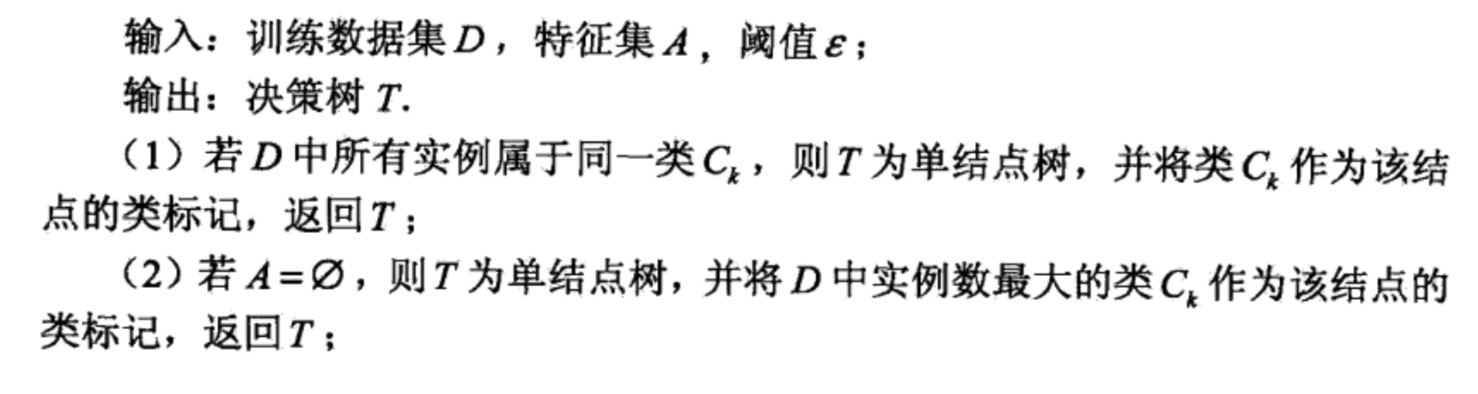 输入：训练数据集 D，特征集 A，阈值 ε；
输出：决策树 T.
（1）若 D 中所有实例属于同一类 Cₖ，则 T 为单结点树，并将类 Cₖ 作为该结
点的类标记，返回 T；
（2）若 A=∅，则 T 为单结点树，并将 D 中实例数最大的类 Cₖ 作为该结点的
类标记，返回 T；